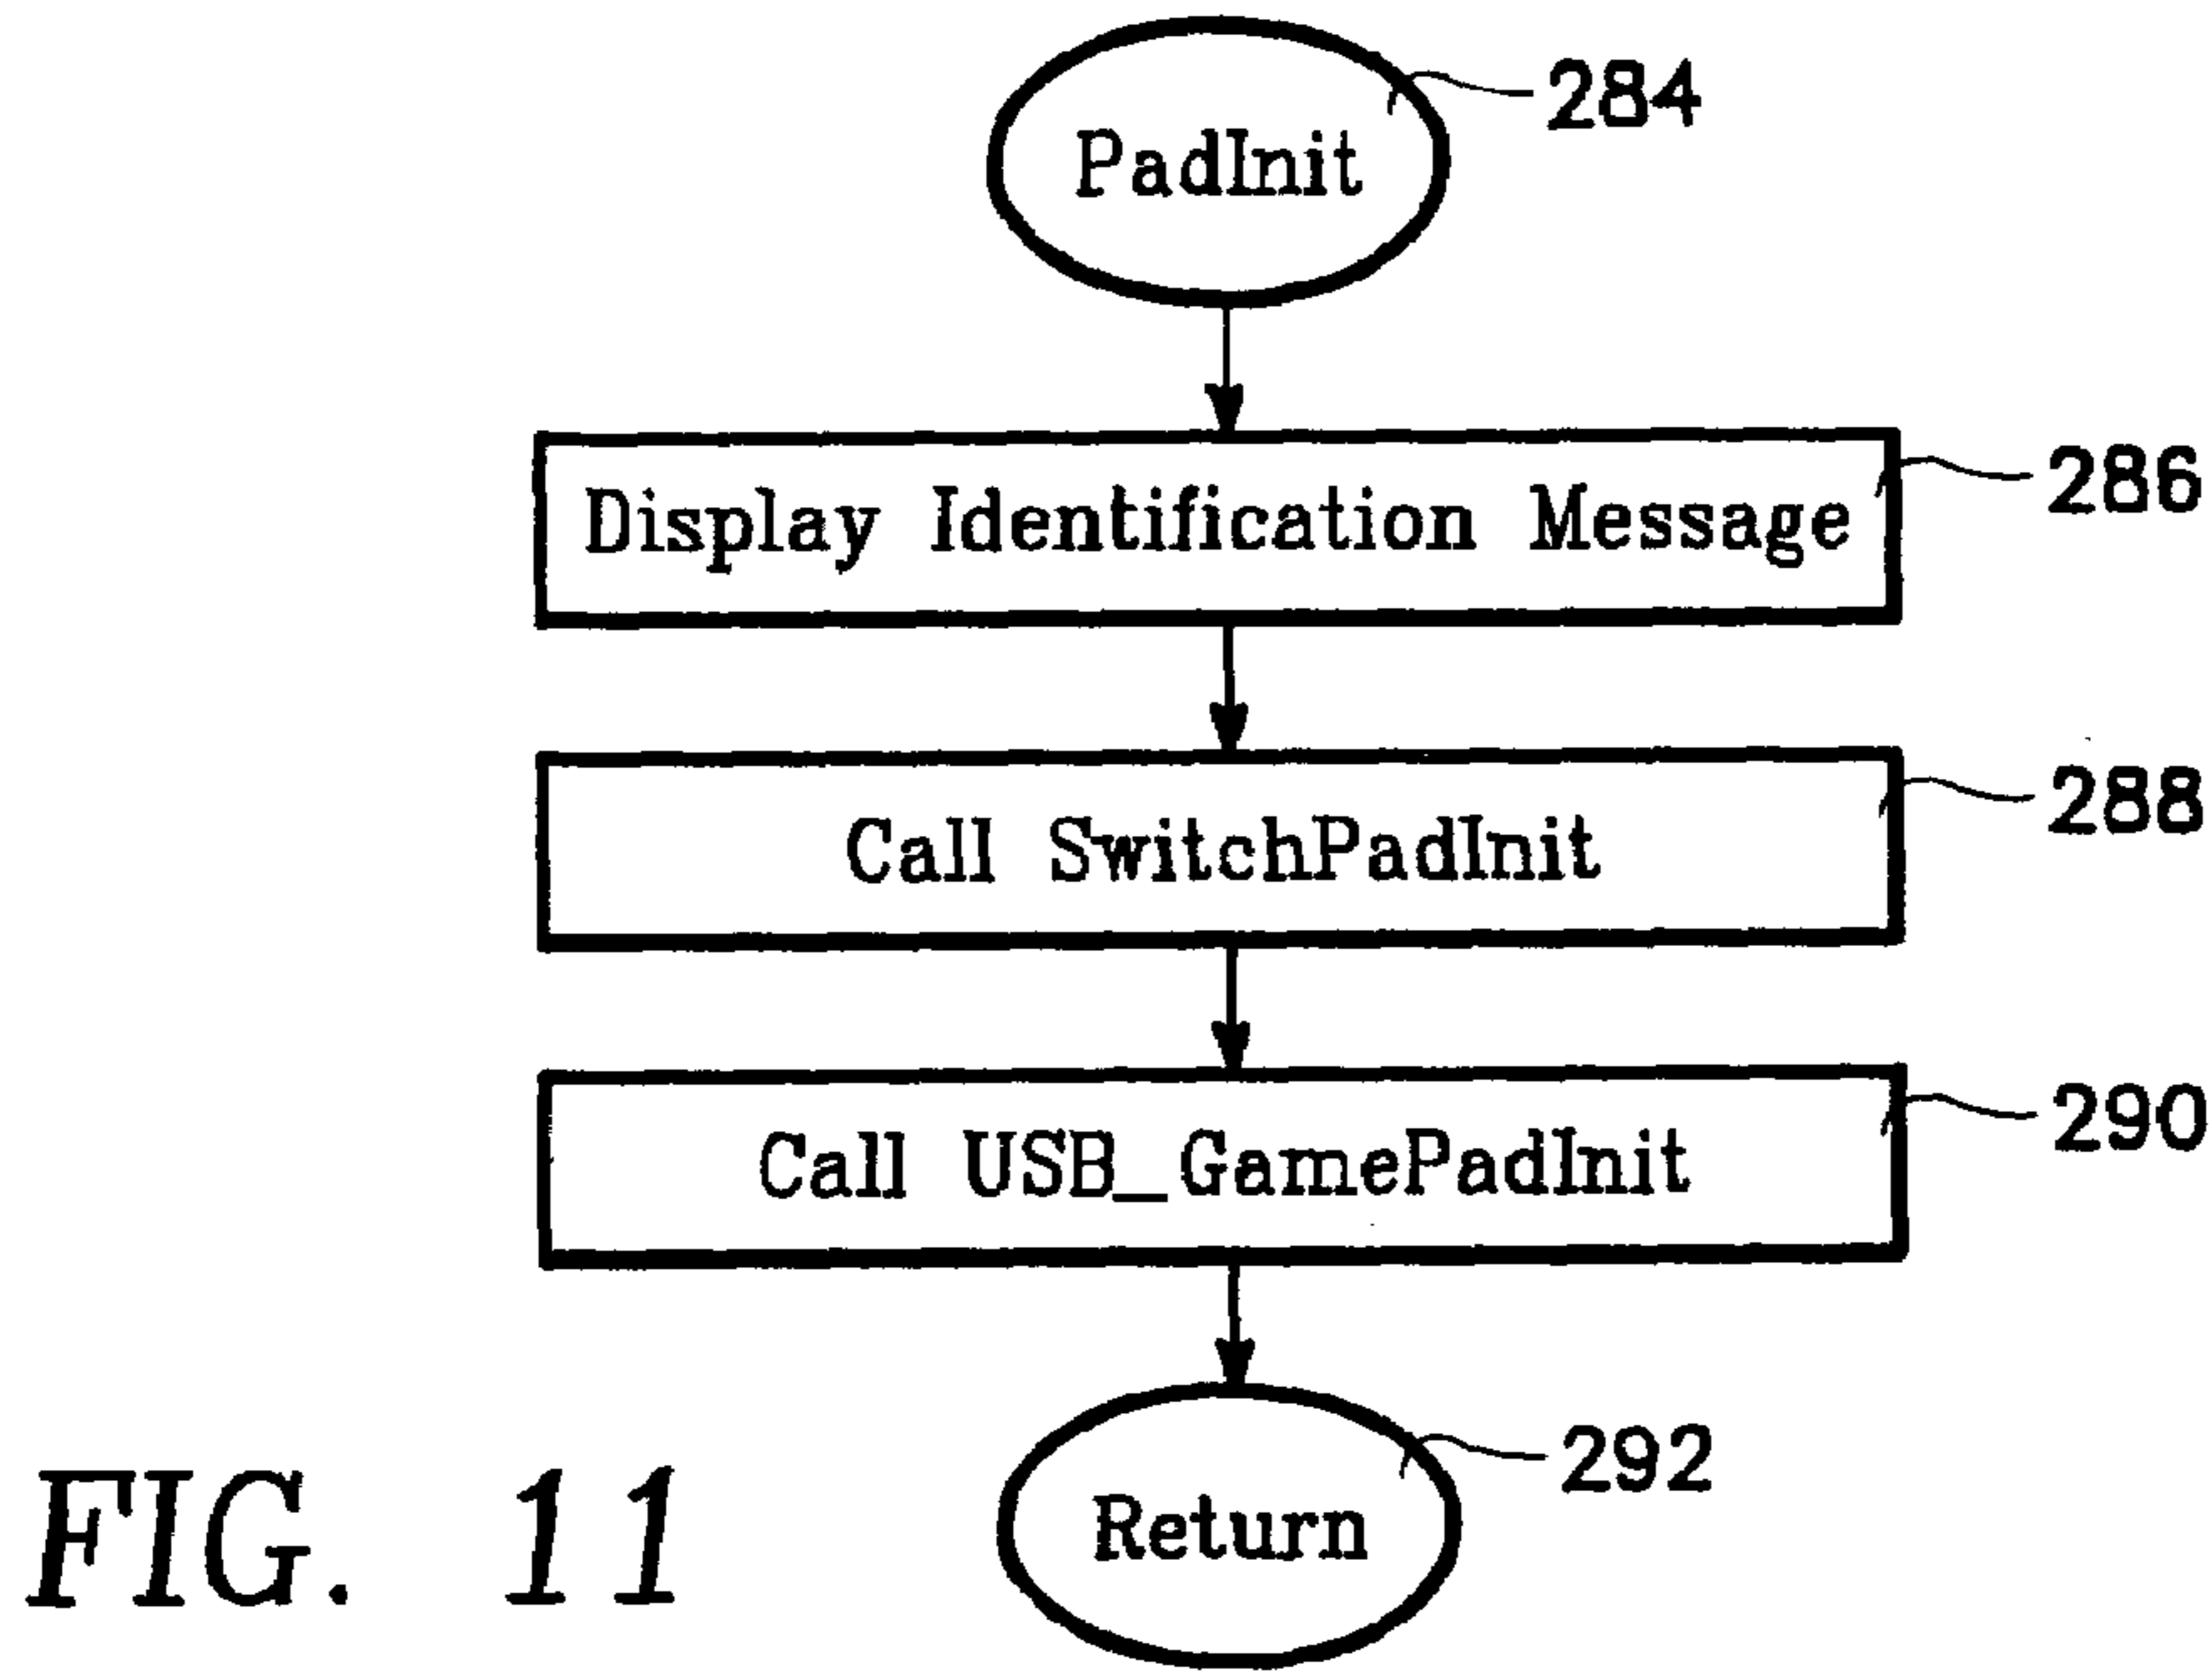 PadInit
284
Display Identification Message
286
Call SwitchPadInit
288
Call USB_GamePadInit
290
Return
292
FIG. 11